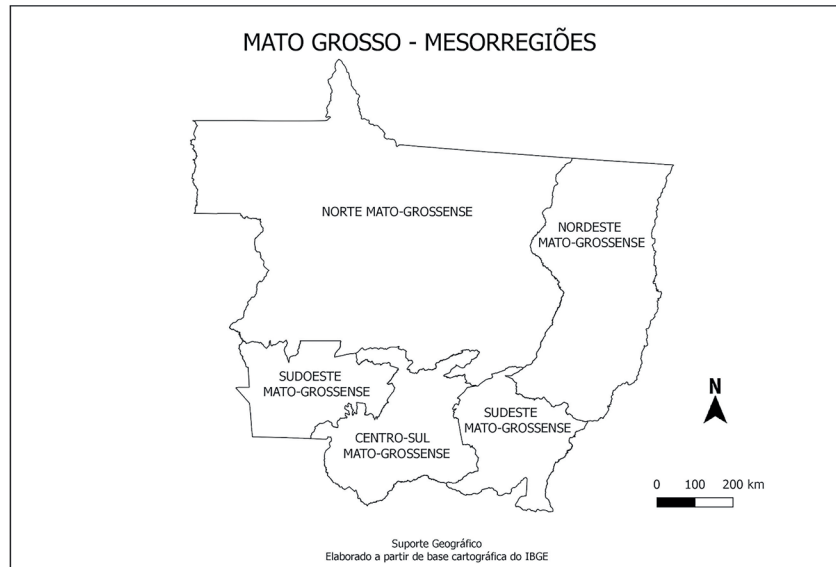 MATO GROSSO - MESORREGIÕES
NORTE MATO-GROSSENSE
NORDESTE
MATO-GROSSENSE
SUDOESTE
MATO-GROSSENSE
SUDESTE
MATO-GROSSENSE
CENTRO-SUL
MATO-GROSSENSE
N
0 100 200 km
Suporte Geográfico
Elaborado a partir de base cartográfica do IBGE